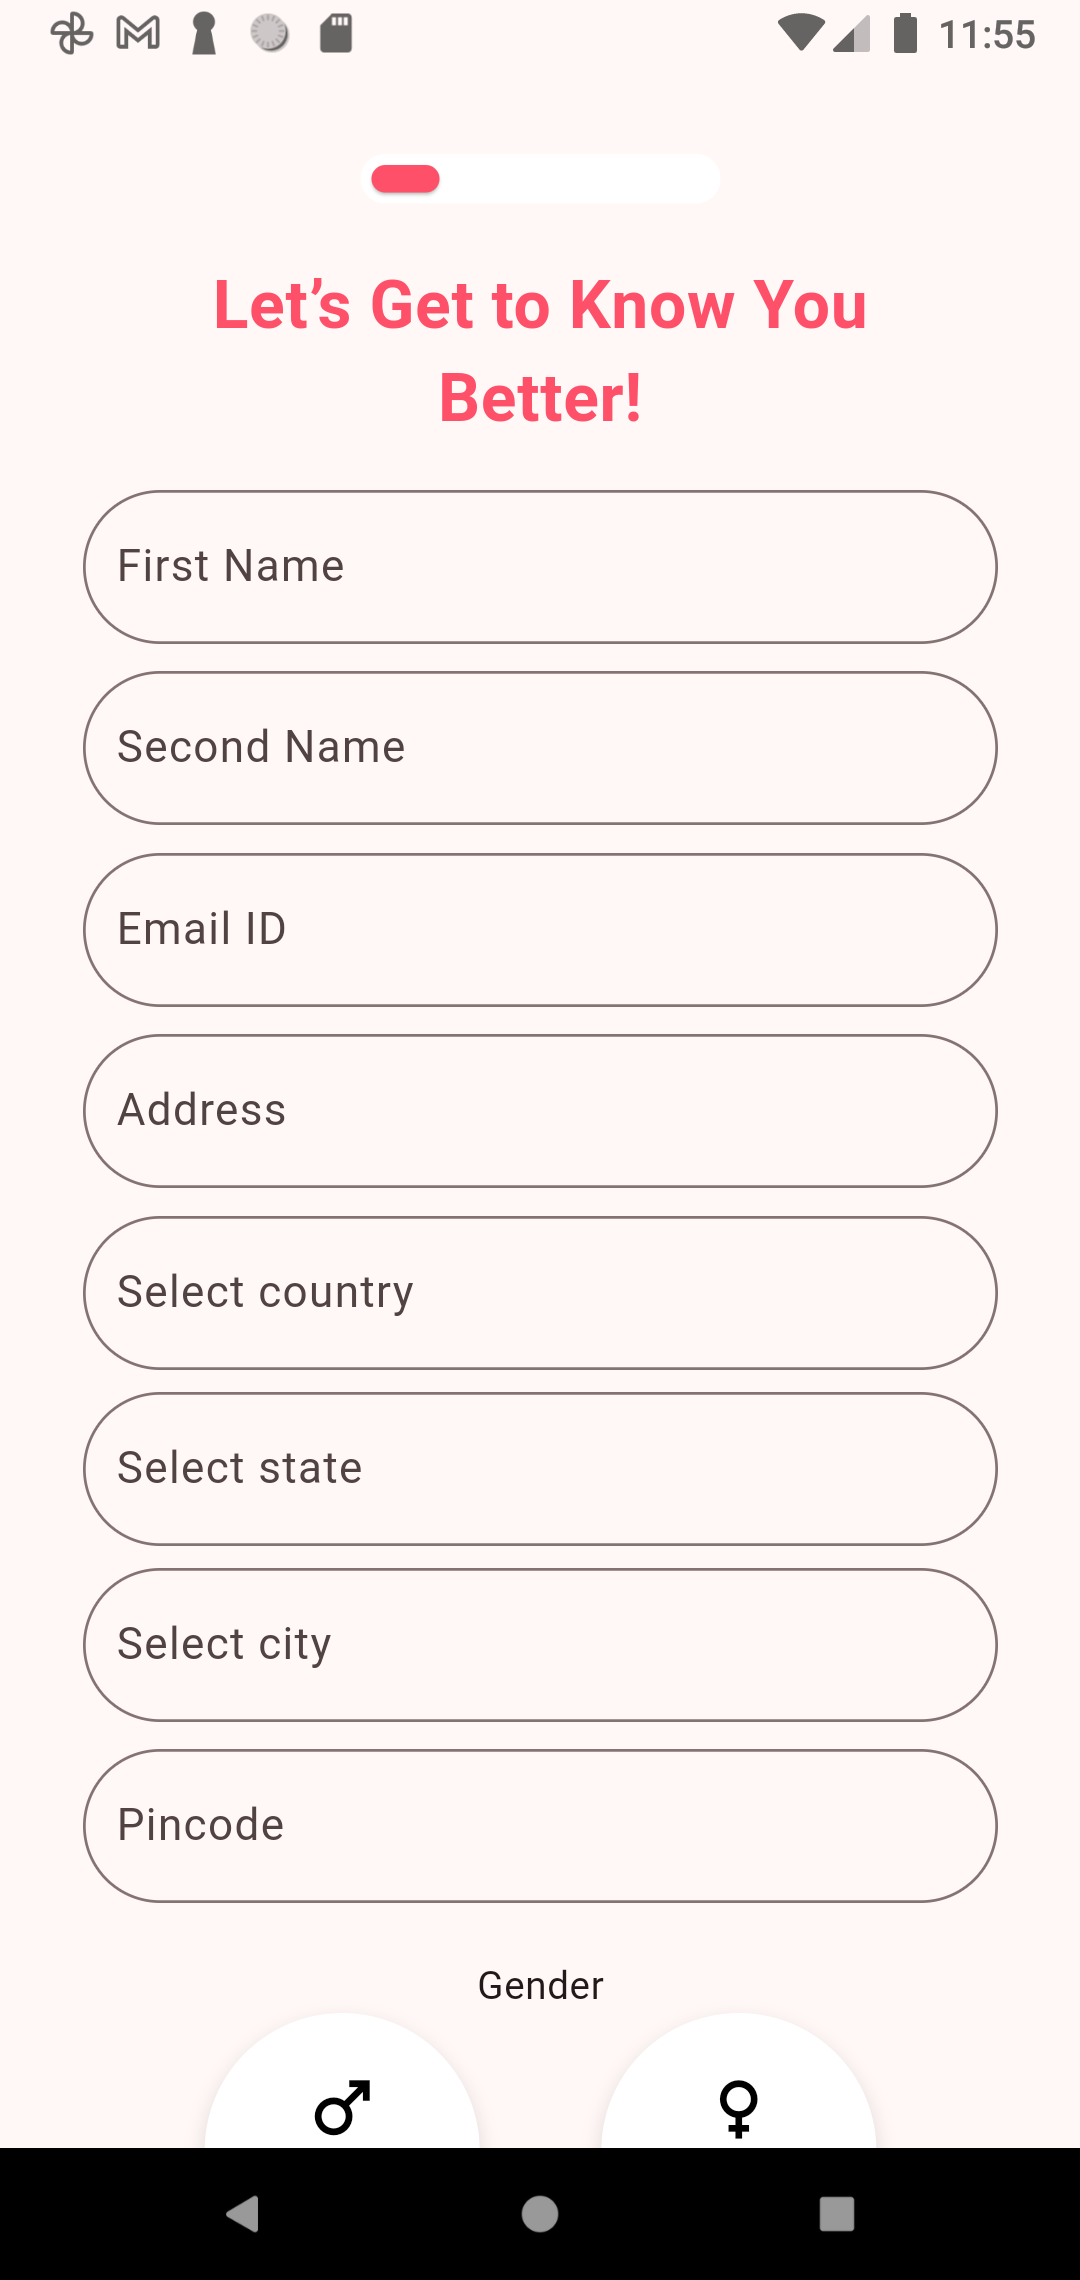 11:55
Let’s Get to Know You
Better!
First Name
Second Name
Email ID
Address
Select country
Select state
Select city
Pincode
Gender